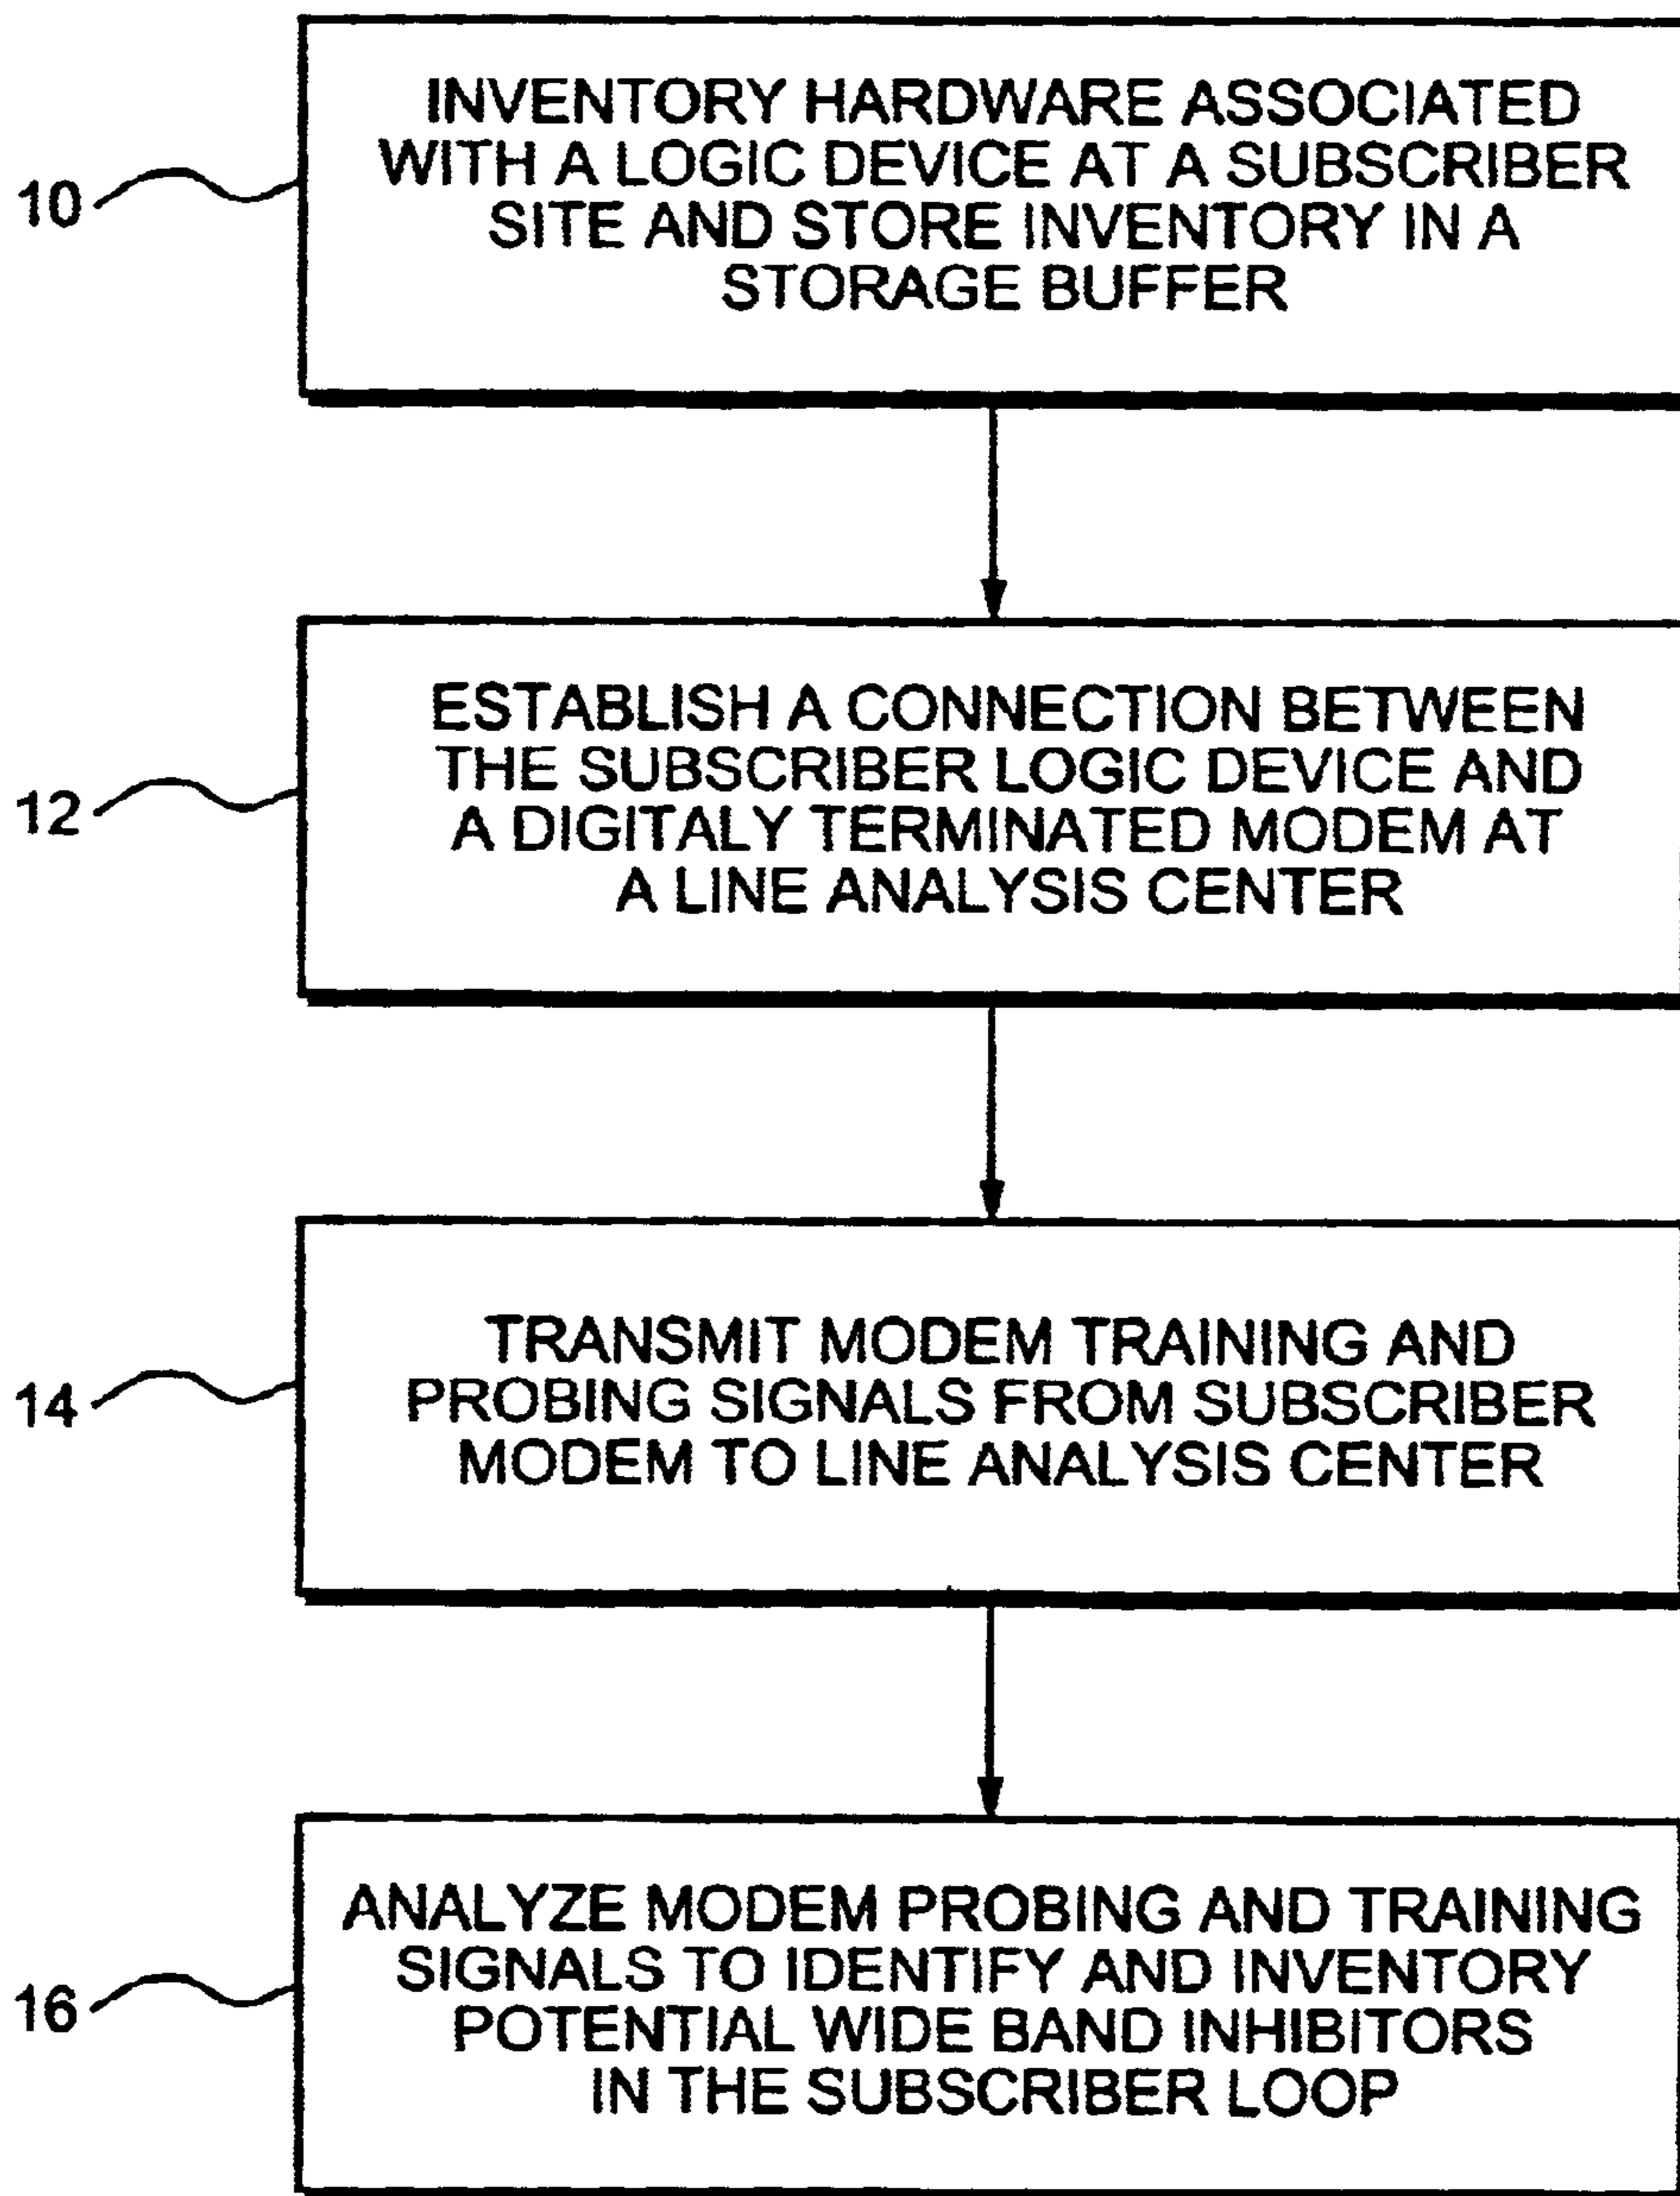 10
INVENTORY HARDWARE ASSOCIATED
WITH A LOGIC DEVICE AT A SUBSCRIBER
SITE AND STORE INVENTORY IN A
STORAGE BUFFER
12
ESTABLISH A CONNECTION BETWEEN
THE SUBSCRIBER LOGIC DEVICE AND
A DIGITALY TERMINATED MODEM AT
A LINE ANALYSIS CENTER
14
TRANSMIT MODEM TRAINING AND
PROBING SIGNALS FROM SUBSCRIBER
MODEM TO LINE ANALYSIS CENTER
16
ANALYZE MODEM PROBING AND TRAINING
SIGNALS TO IDENTIFY AND INVENTORY
POTENTIAL WIDE BAND INHIBITORS
IN THE SUBSCRIBER LOOP